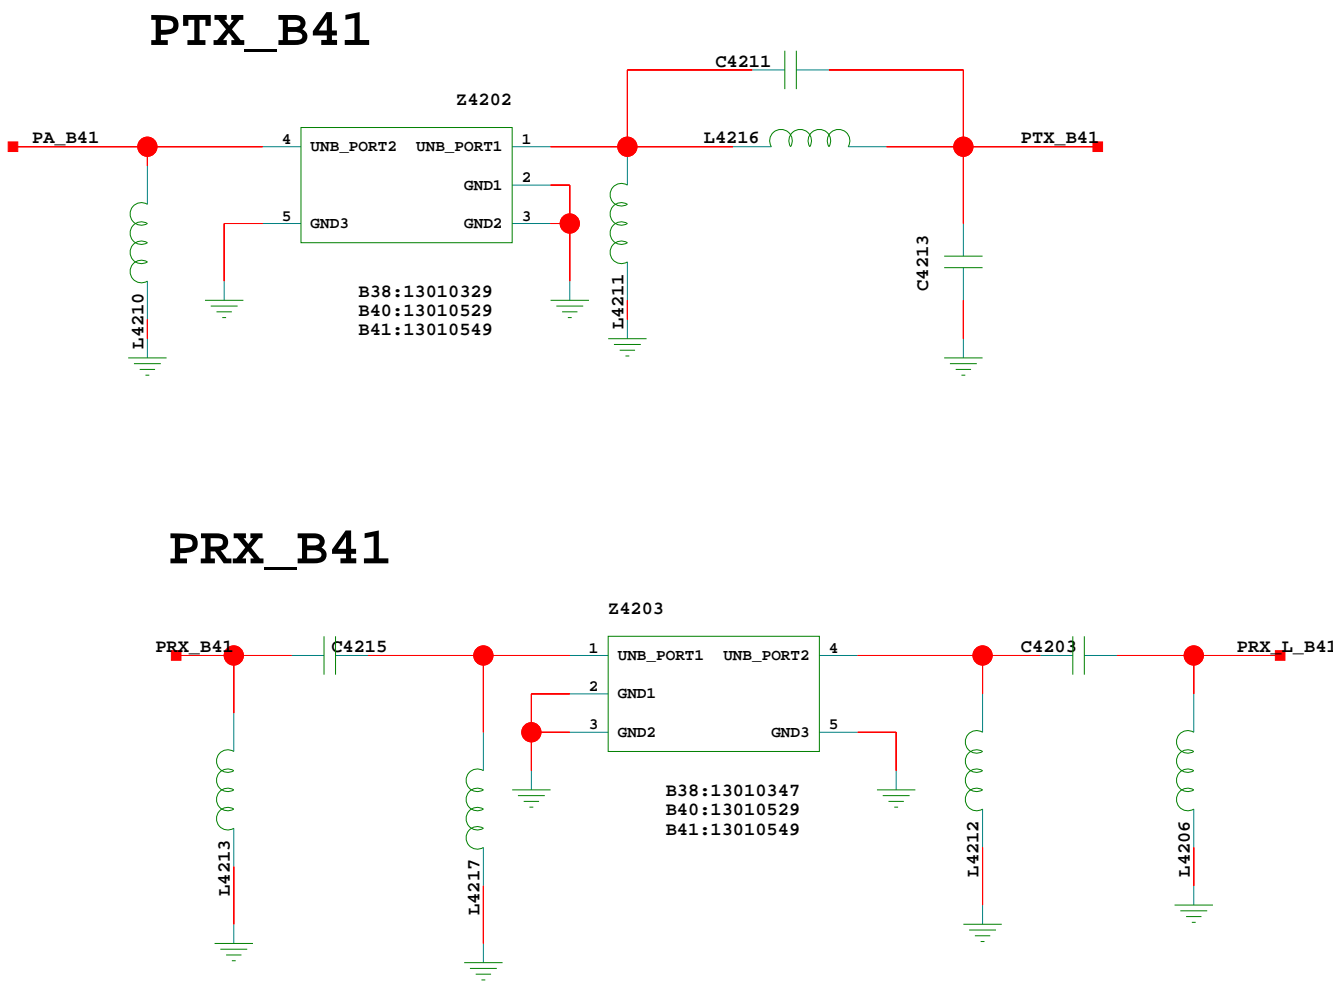 PTX_B41
C4211
Z4202
PA_B41
4
UNB_PORT2
UNB_PORT1
1
L4216
PTX_B41
GND1
2
5
GND3
GND2
3
C4213
L4210
B38:13010329
B40:13010529
B41:13010549
L4211
PRX_B41
Z4203
PRX_B41
C4215
1
UNB_PORT1
UNB_PORT2
4
C4203
PRX_L_B41
2
GND1
3
GND2
GND3
5
B38:13010347
B40:13010529
B41:13010549
L4213
L4217
L4212
L4206